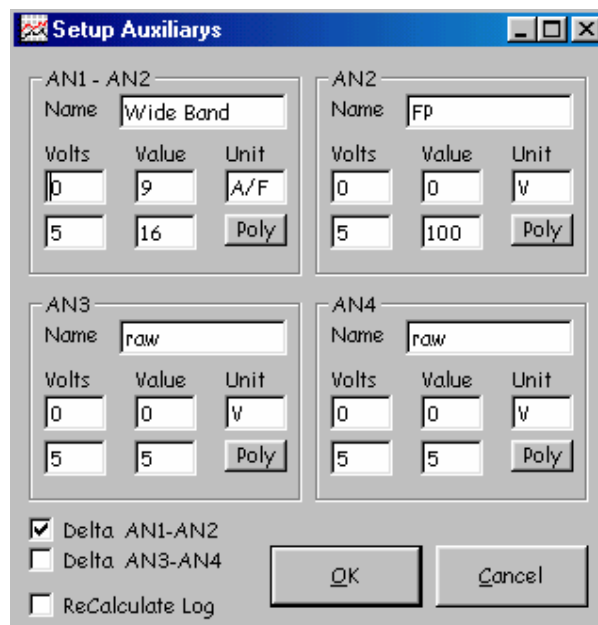 Setup Auxiliarys
AN1 - AN2
Name Wide Band
Volts Value Unit
0 9 A/F
5 16 Poly
AN2
Name FP
Volts Value Unit
0 0 V
5 100 Poly
AN3
Name raw
Volts Value Unit
0 0 V
5 5 Poly
AN4
Name raw
Volts Value Unit
0 0 V
5 5 Poly
Delta AN1-AN2
Delta AN3-AN4
ReCalculate Log
OK
Cancel